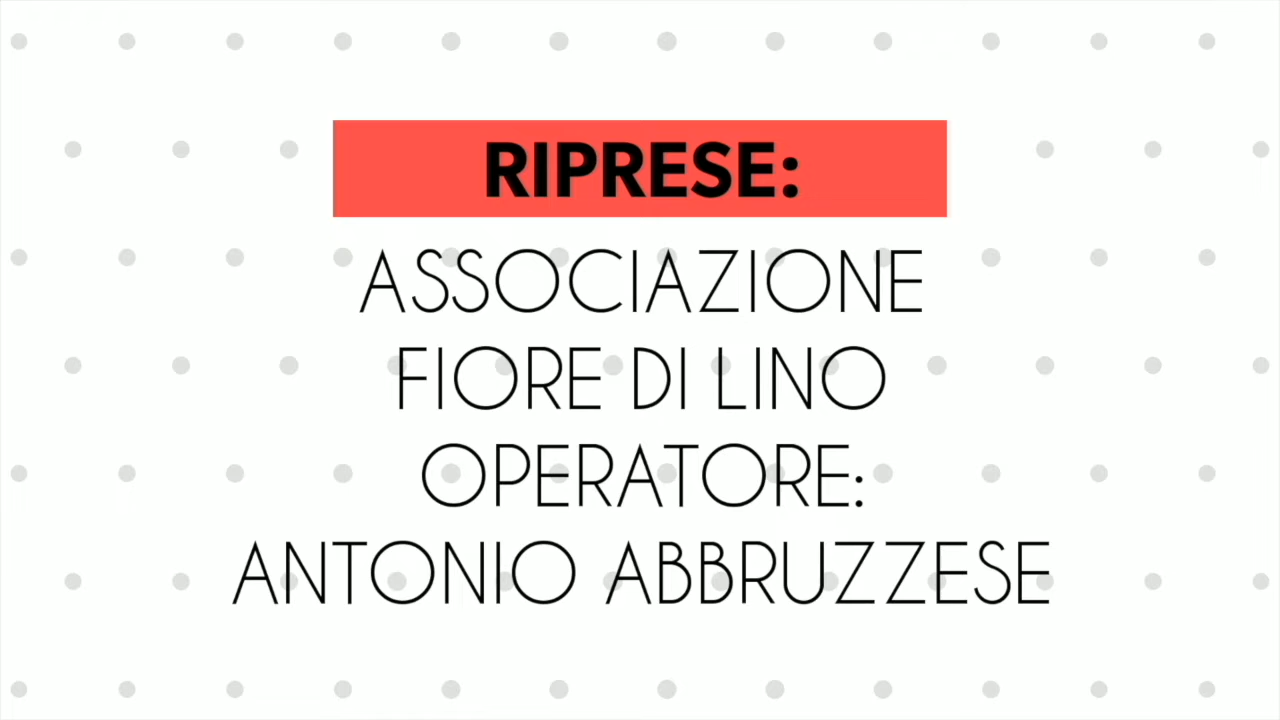 RIPRESE:
ASSOCIAZIONE
FIORE DI LINO
OPERATORE:
ANTONIO ABBRUZZESE